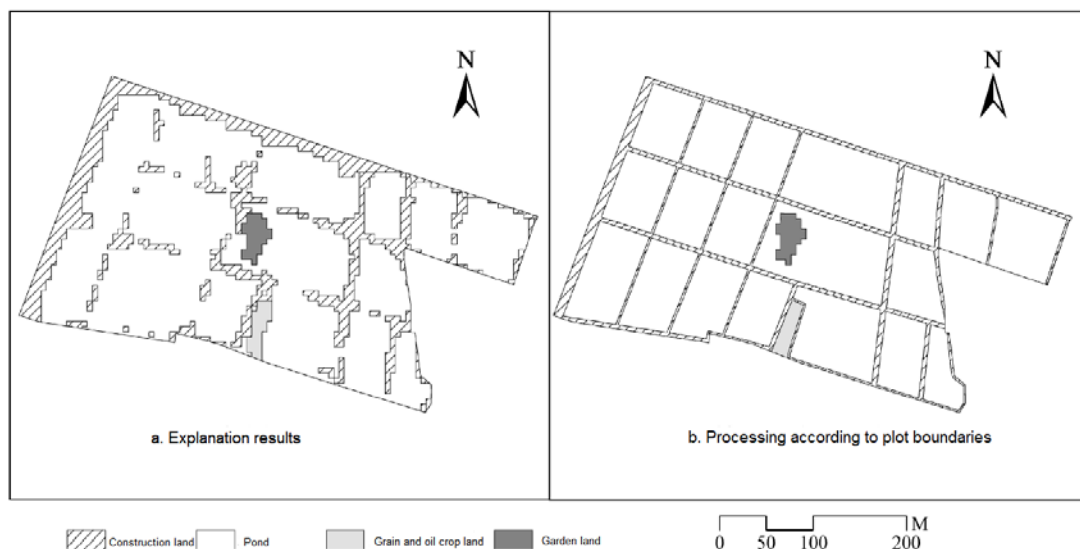 N
N
a. Explanation results
b. Processing according to plot boundaries
Construction land
Pond
Grain and oil crop land
Garden land
M
0 50 100 200